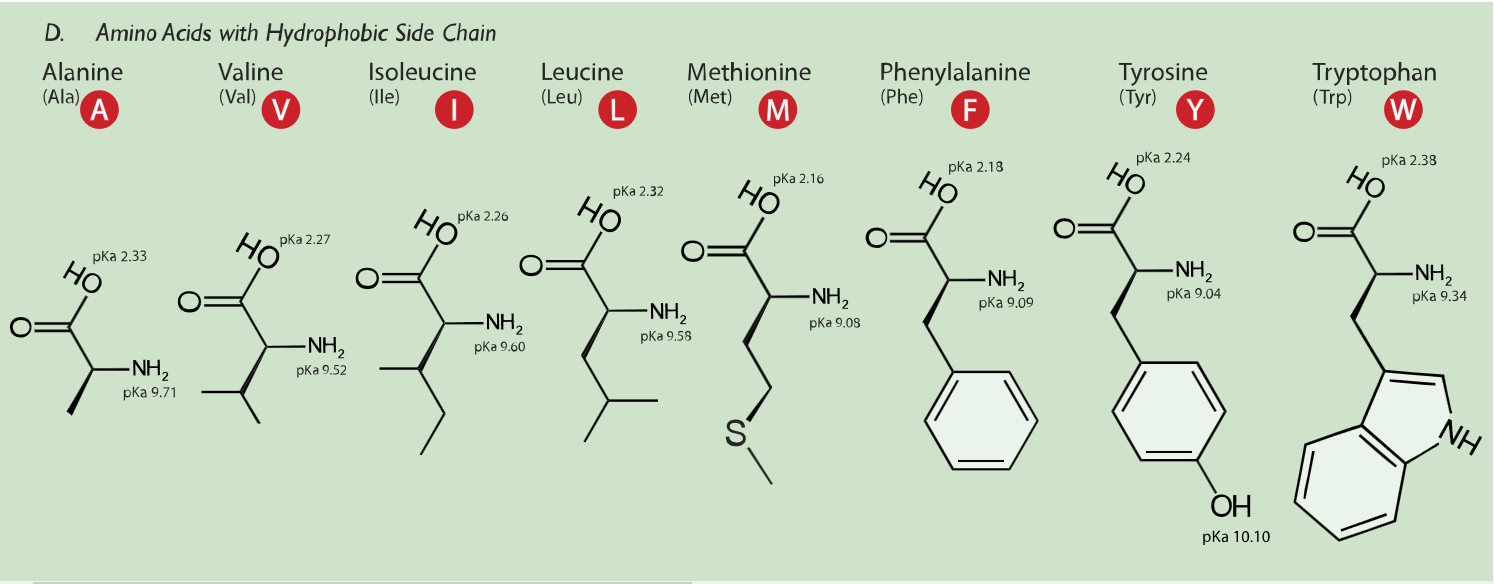 D. Amino Acids with Hydrophobic Side Chain
Alanine
(Ala)
A
pKa 2.33
HO
O
NH2
pKa 9.71
Valine
(Val)
V
pKa 2.27
HO
O
NH2
pKa 9.52
Isoleucine
(Ile)
I
pKa 2.26
HO
O
NH2
pKa 9.60
Leucine
(Leu)
L
pKa 2.32
HO
O
NH2
pKa 9.58
Methionine
(Met)
M
pKa 2.16
HO
O
NH2
pKa 9.08
S
Phenylalanine
(Phe)
F
pKa 2.18
HO
O
NH2
pKa 9.09
Tyrosine
(Tyr)
Y
pKa 2.24
HO
O
NH2
pKa 9.04
OH
pKa 10.10
Tryptophan
(Trp)
W
pKa 2.38
HO
O
NH2
pKa 9.34
NH